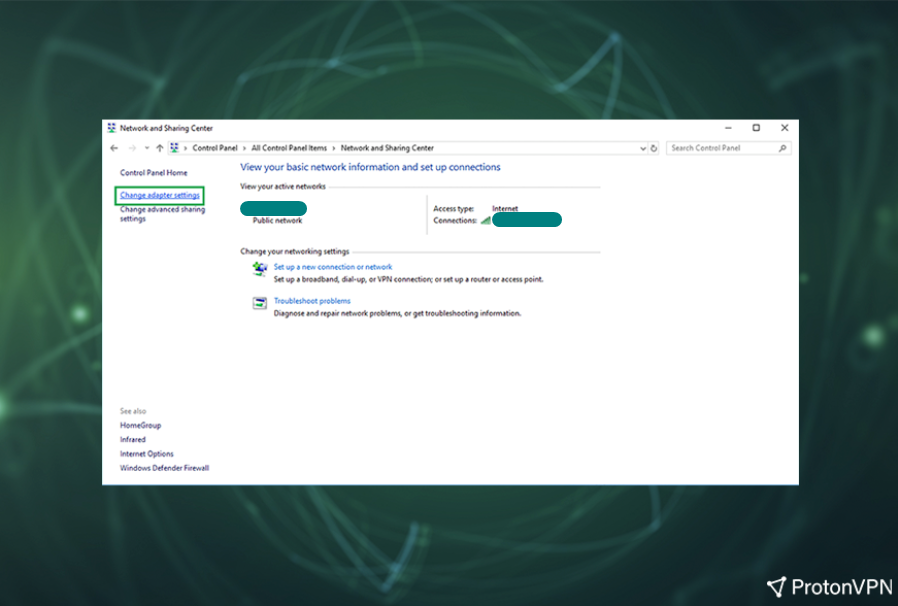 Network and Sharing Center
Control Panel > All Control Panel Items > Network and Sharing Center
Search Control Panel
Control Panel Home
Change adapter settings
Change advanced sharing
settings
View your basic network information and set up connections
View your active networks
Public network
Access type: Internet
Connections:
Change your networking settings
Set up a new connection or network
Set up a broadband, dial-up, or VPN connection; or set up a router or access point.
Troubleshoot problems
Diagnose and repair network problems, or get troubleshooting information.
See also
HomeGroup
Infrared
Internet Options
Windows Defender Firewall
ProtonVPN